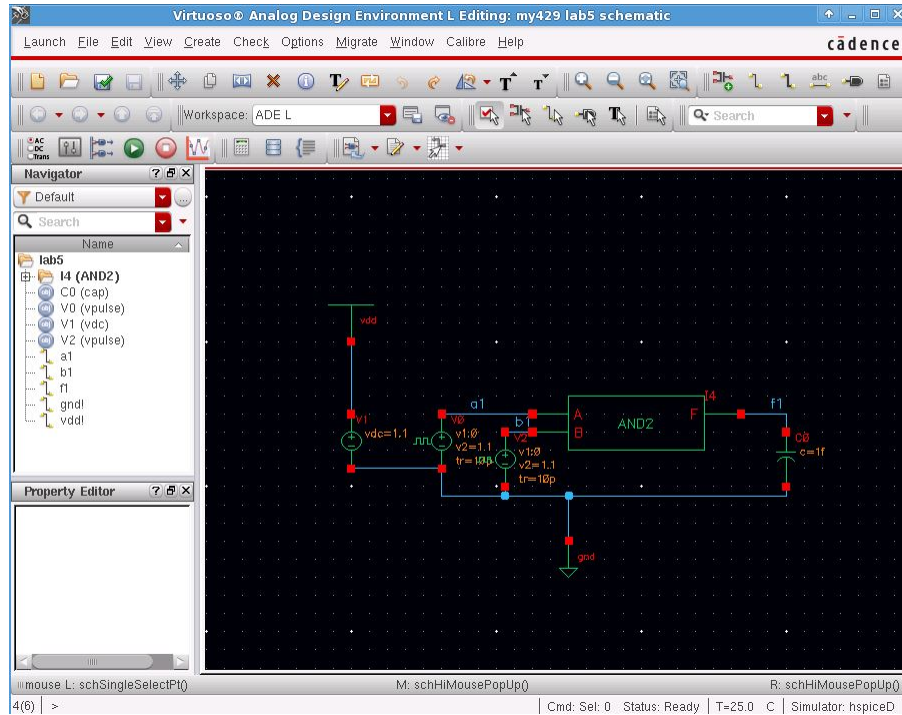 Virtuoso® Analog Design Environment L Editing: my429 lab5 schematic
Launch File Edit View Create Check Options Migrate Window Calibre Help
cādence
abc
Workspace: ADE L
Search
AC
DC
Trans
Navigator
Default
Search
Name
lab5
I4 (AND2)
C0 (cap)
V0 (vpulse)
V1 (vdc)
V2 (vpulse)
a1
b1
f1
gnd!
vdd!
Property Editor
vdd
V1
vdc=1.1
a1
V0
v1:0
v2=1.1
tr=10p
b1
V2
v1:0
v2=1.1
tr=10p
A
B
AND2
F
I4
f1
C0
c=1f
gnd
mouse L: schSingleSelectPt()
M: schHiMousePopUp()
R: schHiMousePopUp()
4(6) >
Cmd: Sel: 0 Status: Ready T=25.0 C Simulator: hspiceD